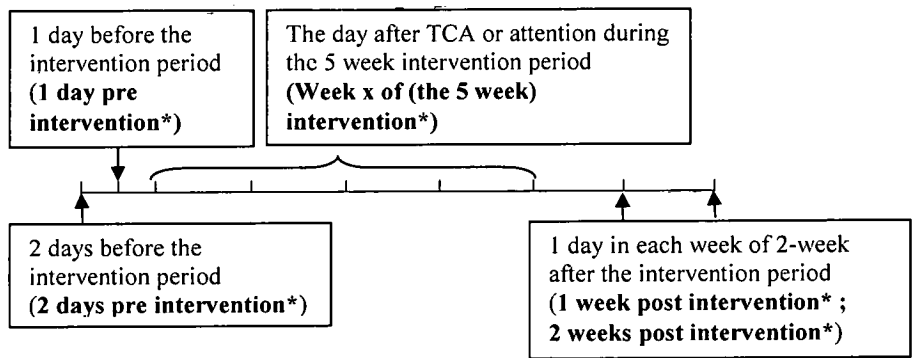 1 day before the
intervention period
(1 day pre
intervention*)
The day after TCA or attention during
the 5 week intervention period
(Week x of (the 5 week)
intervention*)
2 days before the
intervention period
(2 days pre intervention*)
1 day in each week of 2-week
after the intervention period
(1 week post intervention* ;
2 weeks post intervention*)